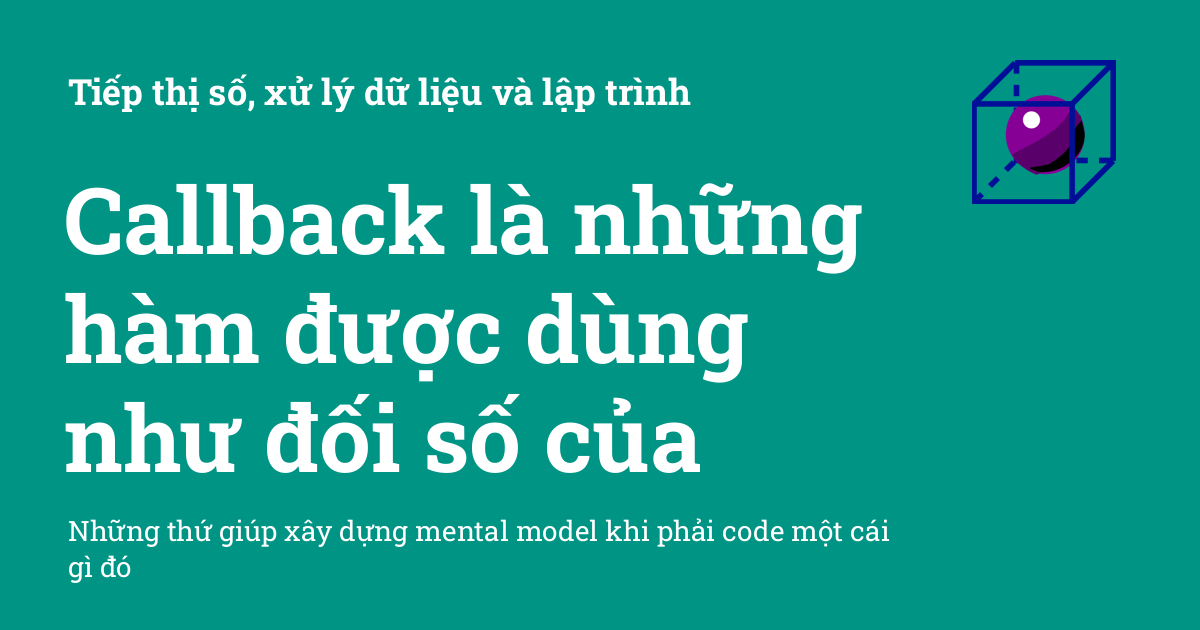 Tiếp thị số, xử lý dữ liệu và lập trình
Callback là những
hàm được dùng
như đối số của
Những thứ giúp xây dựng mental model khi phải code một cái
gì đó